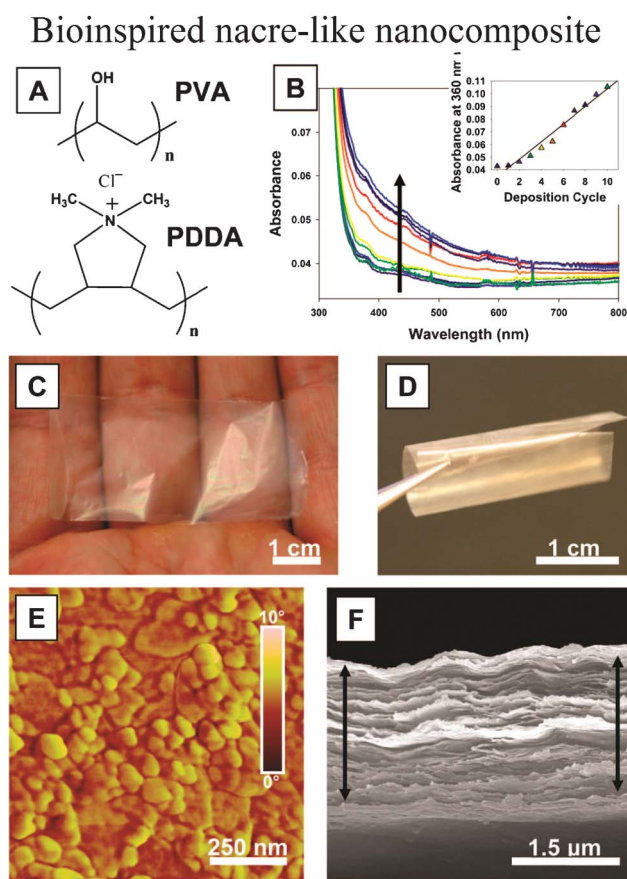 Bioinspired nacre-like nanocomposite
A
OH
PVA
n
Cl⁻
H₃C
+
CH₃
N
PDDA
n
B
Absorbance
0.07
0.06
0.05
0.04
300
400
500
600
700
800
Wavelength (nm)
Absorbance at 360 nm
0.11
0.10
0.09
0.08
0.07
0.06
0.05
0.04
0 2 4 6 8 10
Deposition Cycle
C
1 cm
D
1 cm
E
10°
0°
250 nm
F
1.5 µm